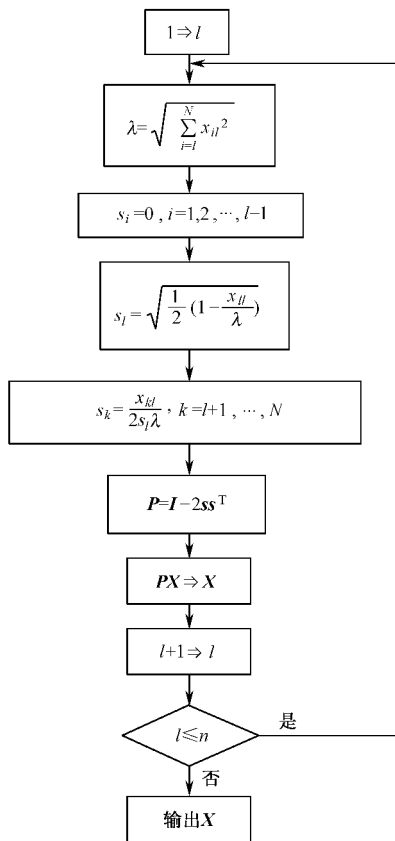 1⇒l
λ=√(∑_{i=l}^{N} x_{il}²)
s_i=0 , i=1,2 ,⋯, l−1
s_l = √(1/2 (1− x_{ll}/λ))
s_k= x_{kl}/(2s_lλ) , k=l+1 , ⋯, N
P=I−2ss^T
PX⇒X
l+1⇒l
l≤n
是
否
输出X